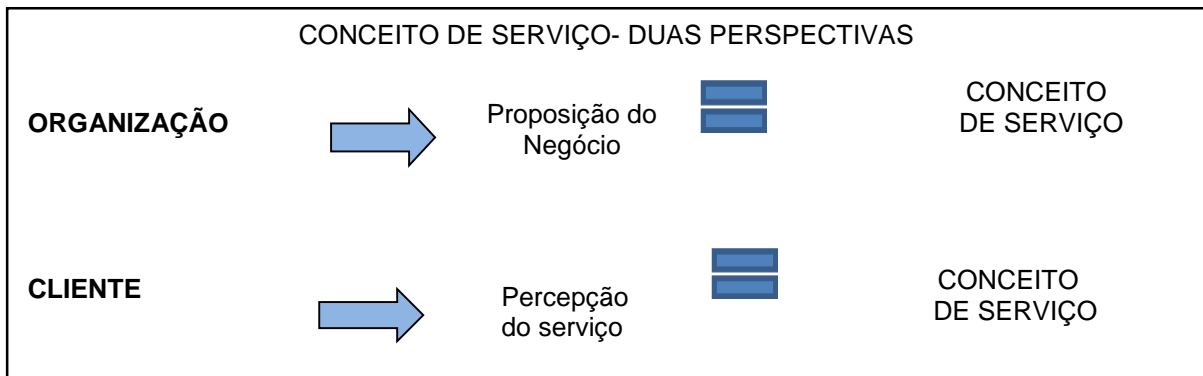 CONCEITO DE SERVIÇO- DUAS PERSPECTIVAS
ORGANIZAÇÃO
Proposição do
Negócio
CONCEITO
DE SERVIÇO
CLIENTE
Percepção
do serviço
CONCEITO
DE SERVIÇO